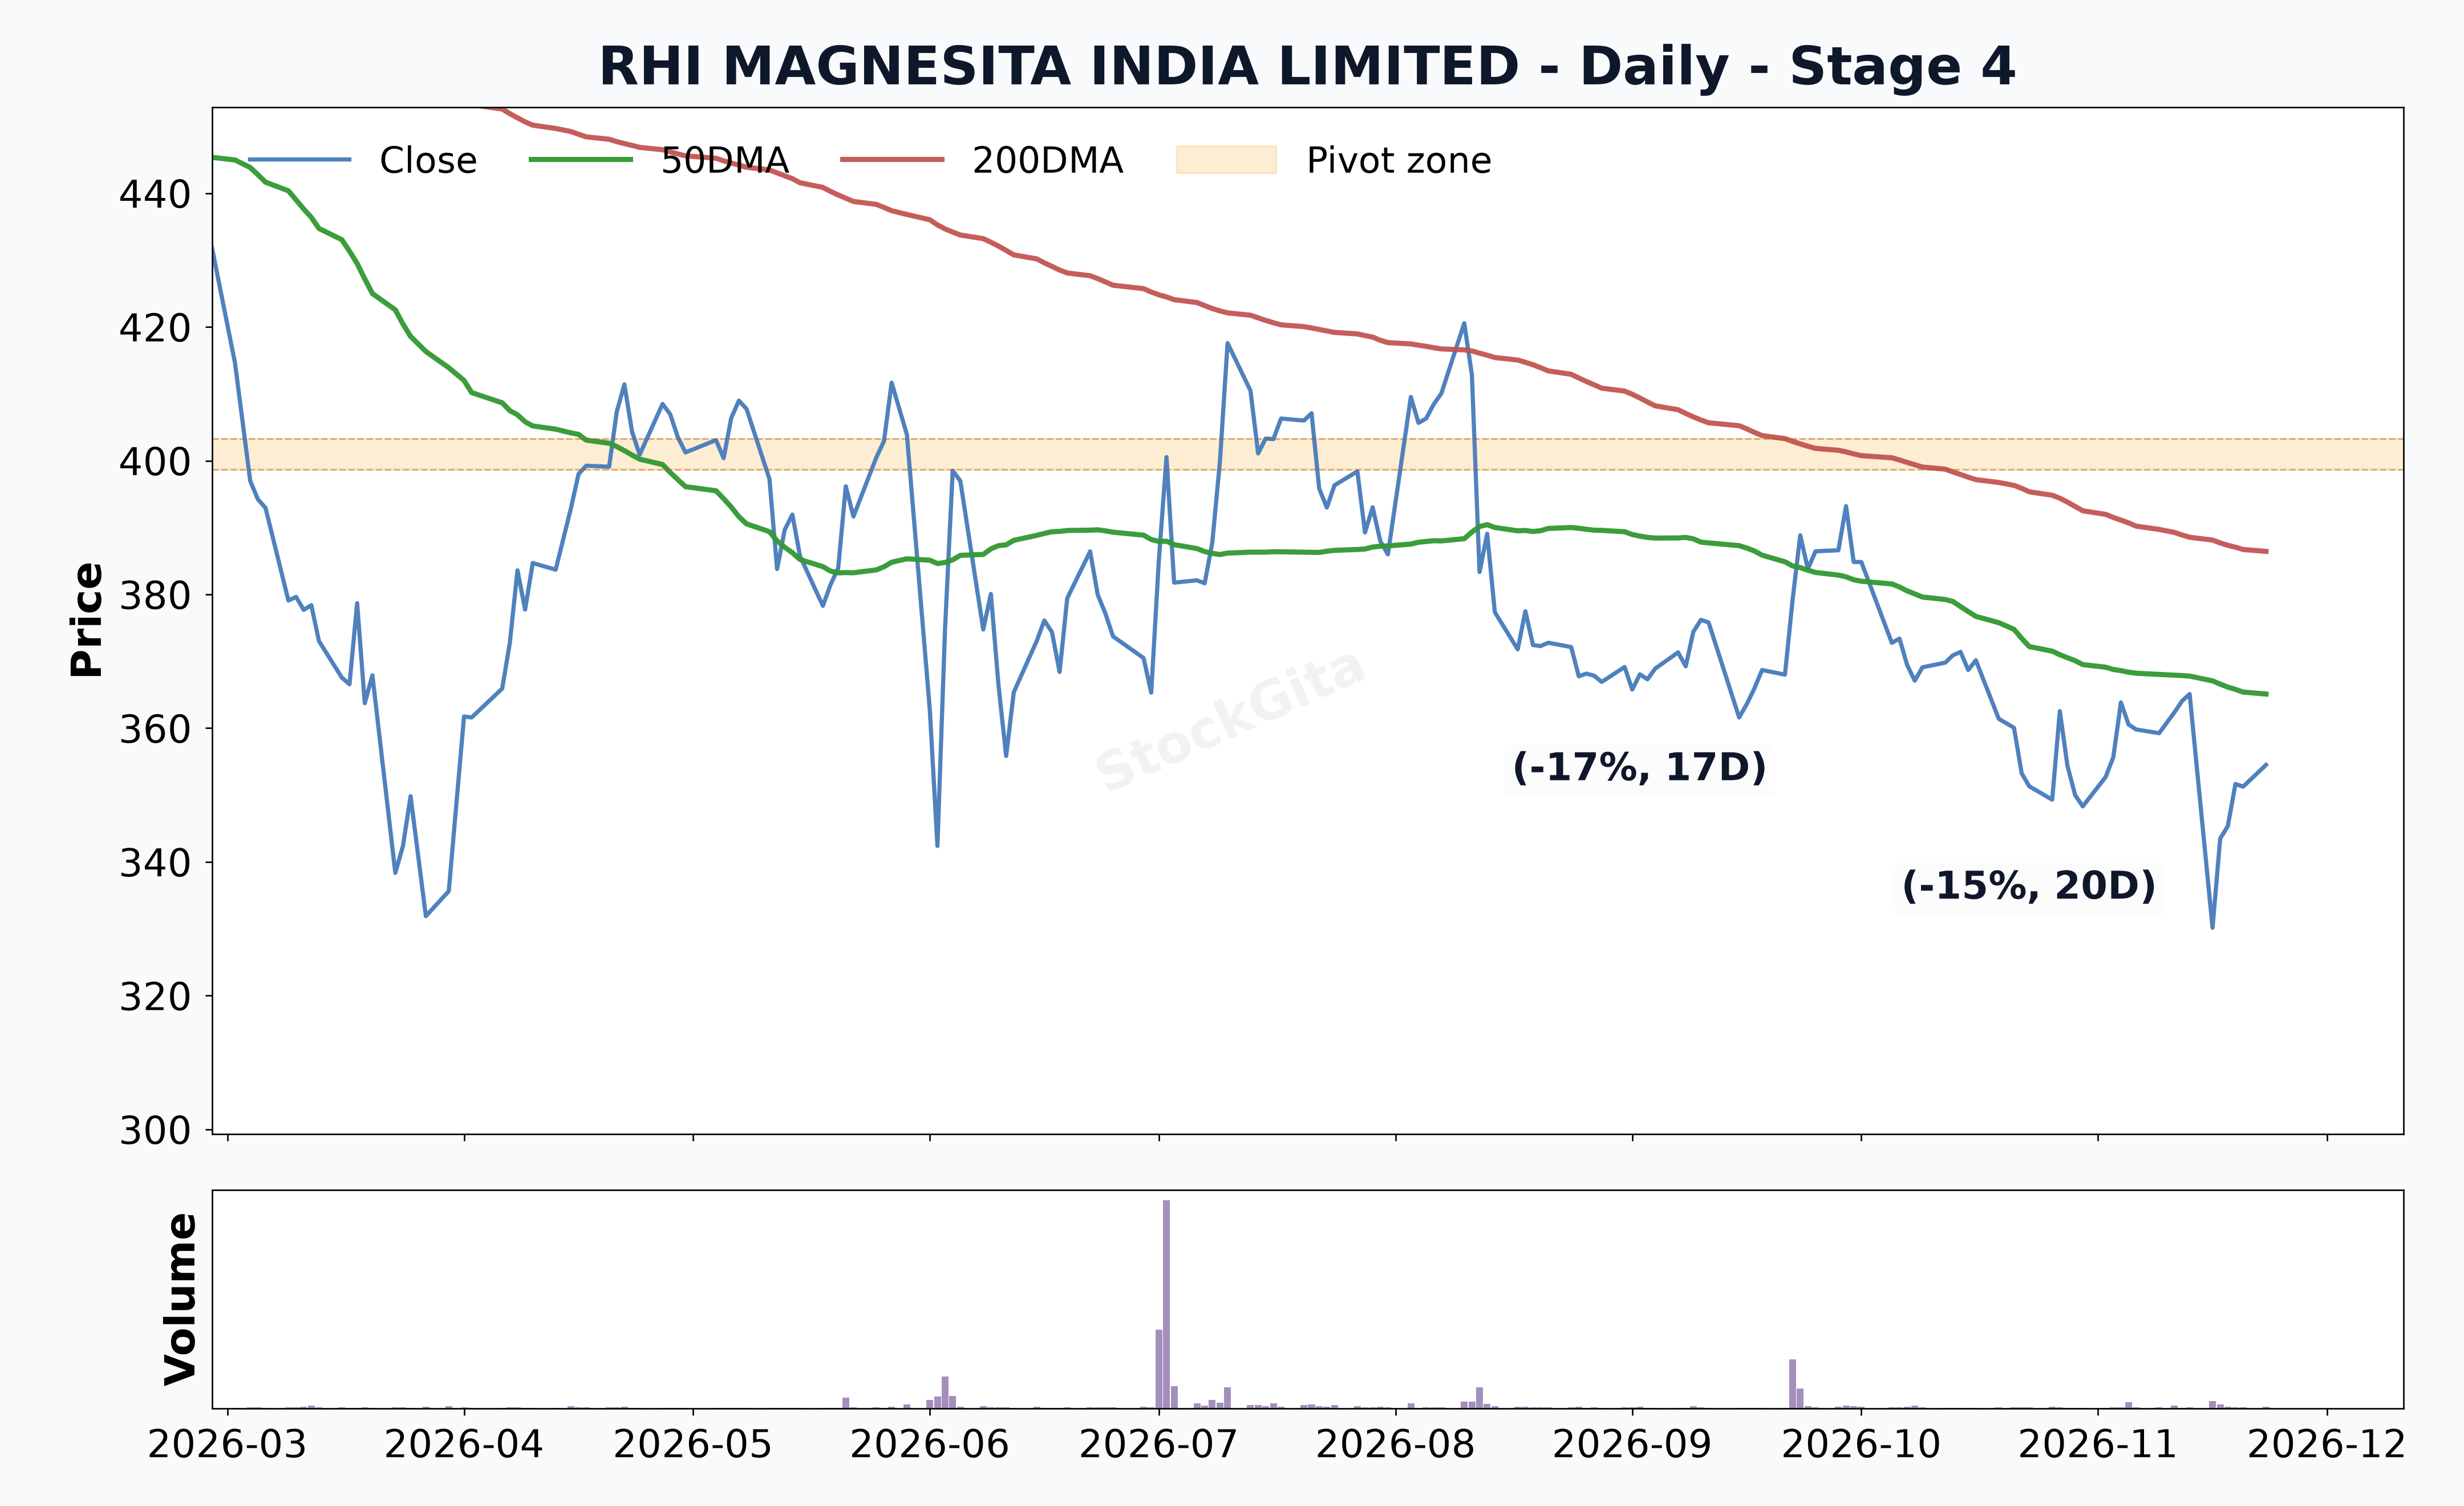 RHI MAGNESITA INDIA LIMITED - Daily - Stage 4
Close 50DMA 200DMA Pivot zone
Price
440
420
400
380
360
340
320
300
StockGita
(-17%, 17D)
(-15%, 20D)
Volume
2026-03 2026-04 2026-05 2026-06 2026-07 2026-08 2026-09 2026-10 2026-11 2026-12